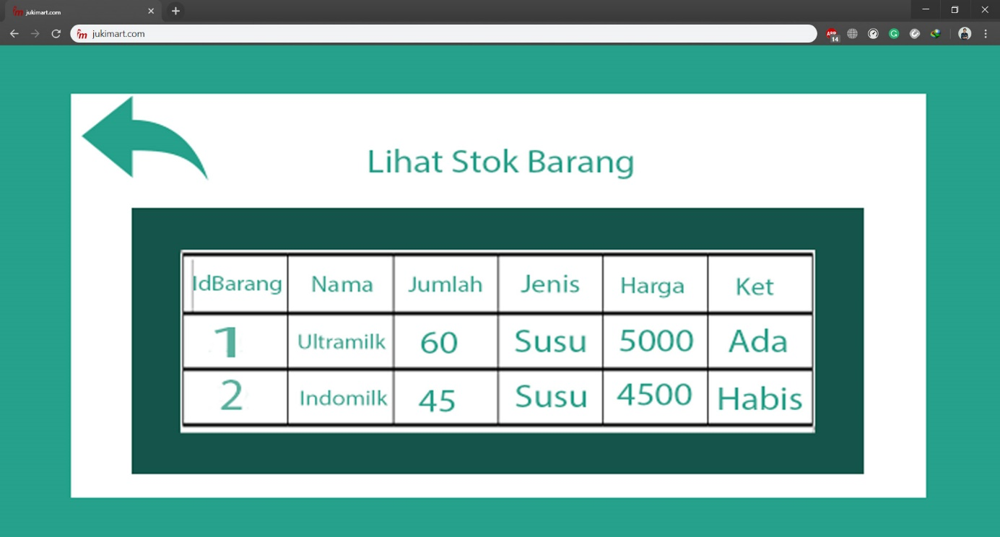 jukimart.com
jukimart.com
14
Lihat Stok Barang
IdBarang Nama Jumlah Jenis Harga Ket
1 Ultramilk 60 Susu 5000 Ada
2 Indomilk 45 Susu 4500 Habis